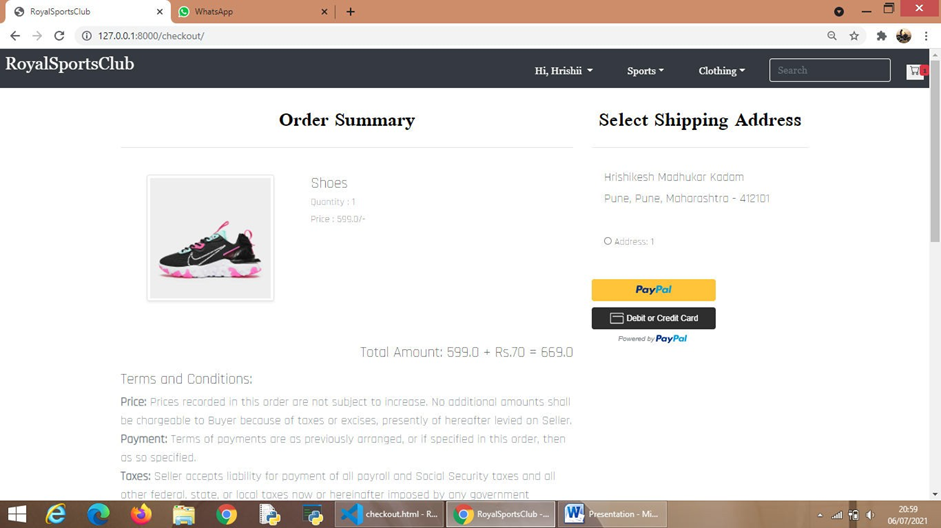 RoyalSportsClub
WhatsApp
127.0.0.1:8000/checkout/
RoyalSportsClub
Hi, Hrishii
Sports
Clothing
Search
Order Summary
Select Shipping Address
Shoes
Quantity : 1
Price : 599.0/-
Hrishikesh Madhukar Kadam
Pune, Pune, Maharashtra - 412101
Address: 1
PayPal
Debit or Credit Card
Powered by PayPal
Total Amount: 599.0 + Rs.70 = 669.0
Terms and Conditions:
Price: Prices recorded in this order are not subject to increase. No additional amounts shall
be chargeable to Buyer because of taxes or excises, presently of hereafter levied on Seller.
Payment: Terms of payments are as previously arranged, or if specified in this order, then
as so specified.
Taxes: Seller accepts liability for payment of all payroll and Social Security taxes and all
other federal, state, or local taxes now or hereinafter imposed by any government
checkout.html - R...
RoyalSportsClub -...
Presentation - Mi...
20:59
06/07/2021